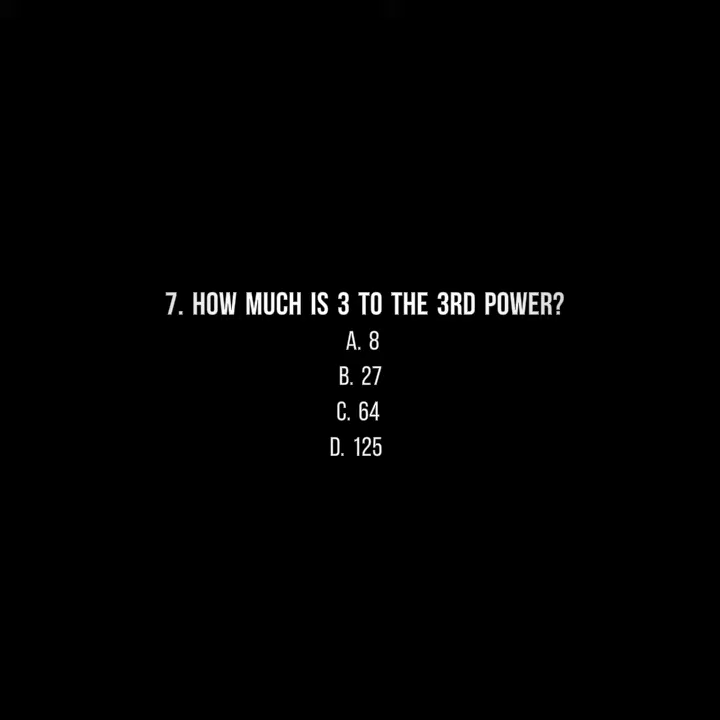 7. HOW MUCH IS 3 TO THE 3RD POWER?
A. 8
B. 27
C. 64
D. 125